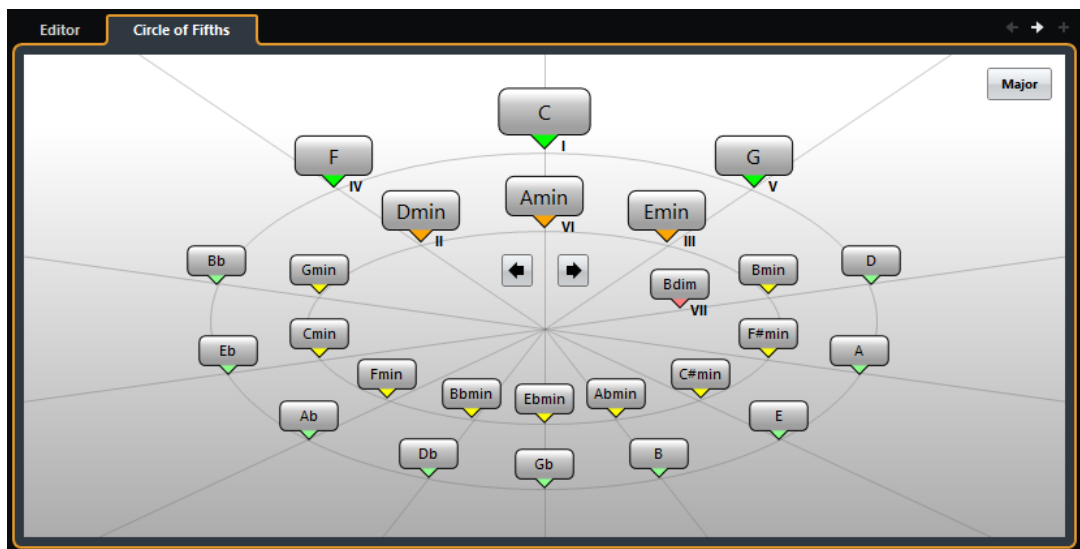 Editor
Circle of Fifths
Major
C
I
F
IV
G
V
Amin
VI
Dmin
II
Emin
III
Bb
Gmin
Bdim
VII
Bmin
D
Eb
Cmin
F#min
A
Fmin
C#min
Bbmin
Ebmin
Abmin
Ab
E
Db
Gb
B